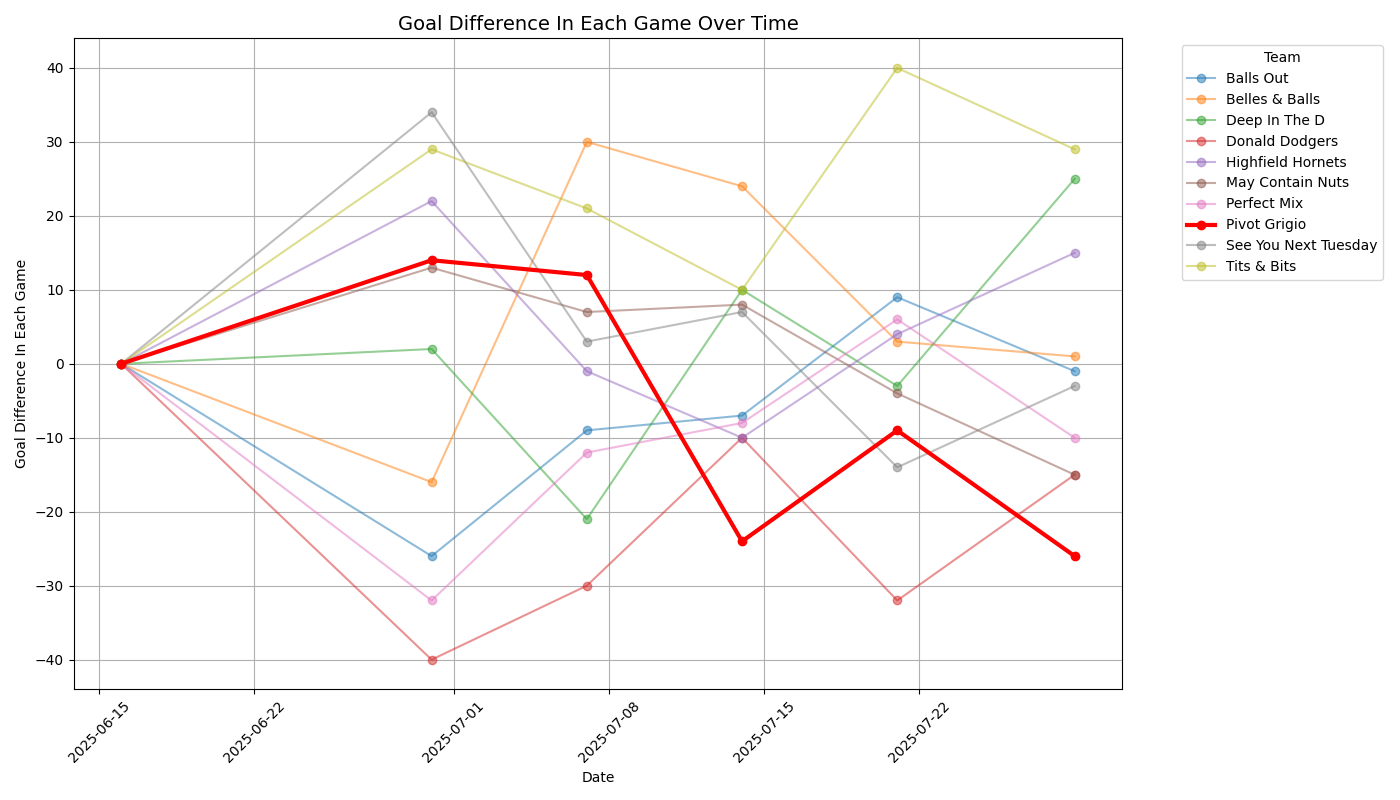 Goal Difference In Each Game Over Time
Goal Difference In Each Game
40
30
20
10
0
−10
−20
−30
−40
2025-06-15
2025-06-22
2025-07-01
2025-07-08
2025-07-15
2025-07-22
Date
Team
Balls Out
Belles & Balls
Deep In The D
Donald Dodgers
Highfield Hornets
May Contain Nuts
Perfect Mix
Pivot Grigio
See You Next Tuesday
Tits & Bits